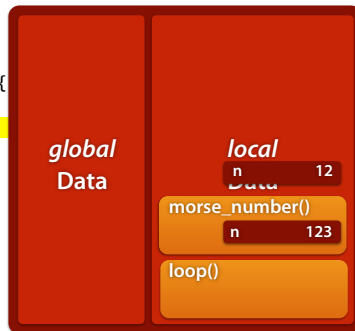 {
global
Data
local
n 12
Data
morse_number()
n 123
loop()